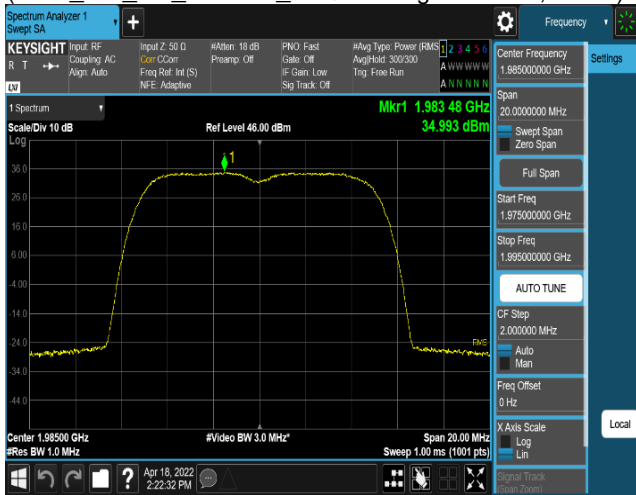 Spectrum Analyzer 1
Swept SA
+
Frequency
KEYSIGHT
R T
LXI
Input: RF
Coupling: AC
Align: Auto
Input Z: 50 Ω
Corr CCorr
Freq Ref: Int (S)
NFE: Adaptive
#Atten: 18 dB
Preamp: Off
PNO: Fast
Gate: Off
IF Gain: Low
Sig Track: Off
#Avg Type: Power (RMS
Avg|Hold: 300/300
Trig: Free Run
1 2 3 4 5 6
A W W W W W
A N N N N N
1 Spectrum
Scale/Div 10 dB
Log
Ref Level 46.00 dBm
Mkr1 1.983 48 GHz
34.993 dBm
1
36.0
26.0
16.0
6.00
-4.00
-14.0
-24.0
-34.0
-44.0
RMS
Center 1.98500 GHz
#Res BW 1.0 MHz
#Video BW 3.0 MHz*
Span 20.00 MHz
Sweep 1.00 ms (1001 pts)
Apr 18, 2022
2:22:32 PM
?
Center Frequency
1.985000000 GHz
Settings
Span
20.0000000 MHz
Swept Span
Zero Span
Full Span
Start Freq
1.975000000 GHz
Stop Freq
1.995000000 GHz
AUTO TUNE
CF Step
2.000000 MHz
Auto
Man
Freq Offset
0 Hz
X Axis Scale
Log
Lin
Local
Signal Track
(Span Zoom)